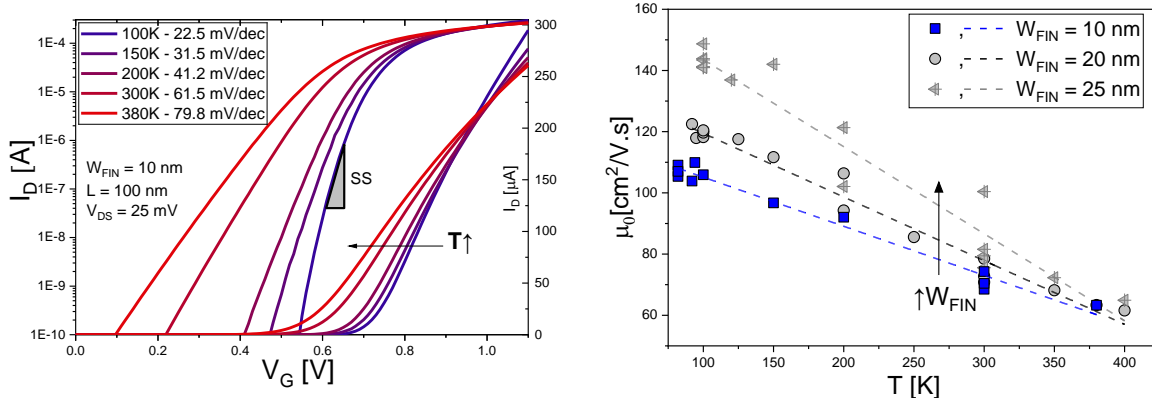 100K - 22.5 mV/dec
150K - 31.5 mV/dec
200K - 41.2 mV/dec
300K - 61.5 mV/dec
380K - 79.8 mV/dec
W_FIN = 10 nm
L = 100 nm
V_DS = 25 mV
SS
T↑
I_D [A]
1E-4
1E-5
1E-6
1E-7
1E-8
1E-9
1E-10
I_D [µA]
300
250
200
150
100
50
0
0.0 0.2 0.4 0.6 0.8 1.0
V_G [V]
, W_FIN = 10 nm
, W_FIN = 20 nm
, W_FIN = 25 nm
↑W_FIN
µ_0[cm²/V.s]
160
140
120
100
80
60
100 150 200 250 300 350 400
T [K]